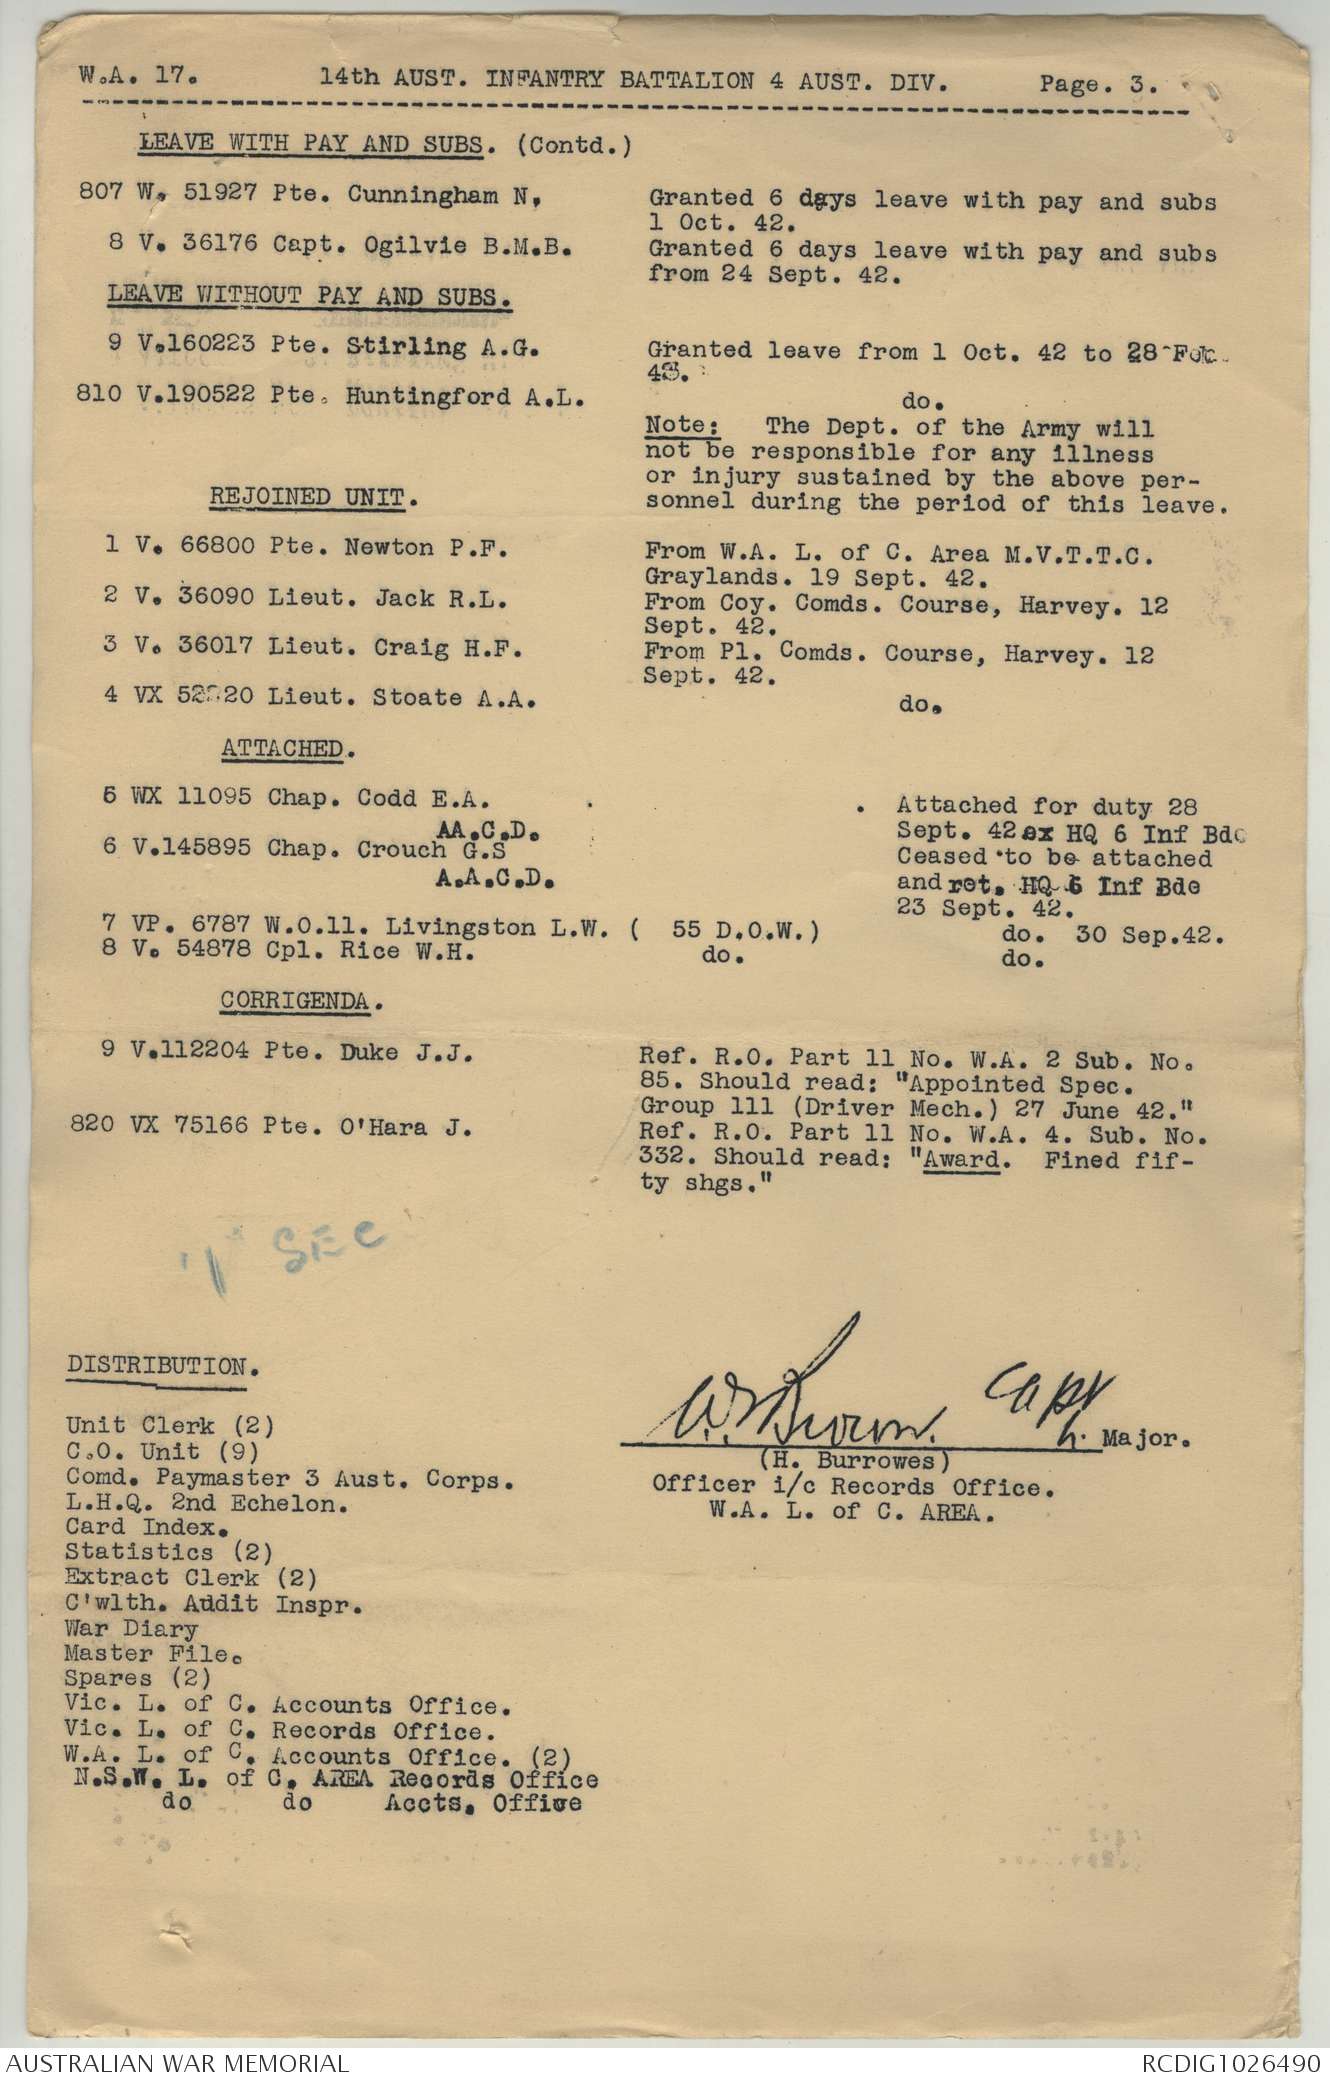 W.A. 17. 14th AUST. INFANTRY BATTALION 4 AUST. DIV. Page. 3.
LEAVE WITH PAY AND SUBS. (Contd.)
807 W. 51927 Pte. Cunningham N, Granted 6 days leave with pay and subs
1 Oct. 42.
8 V. 36176 Capt. Ogilvie B.M.B. Granted 6 days leave with pay and subs
from 24 Sept. 42.
LEAVE WITHOUT PAY AND SUBS.
9 V.160223 Pte. Stirling A.G. Granted leave from 1 Oct. 42 to 28
43.
810 V.190522 Pte. Huntingford A.L. do.
Note: The Dept. of the Army will
not be responsible for any illness
or injury sustained by the above per-
sonnel during the period of this leave.
REJOINED UNIT.
1 V. 66800 Pte. Newton P.F. From W.A. L. of C. Area M.V.T.T.C.
Graylands. 19 Sept. 42.
2 V. 36090 Lieut. Jack R.L. From Coy. Comds. Course, Harvey. 12
Sept. 42.
3 V. 36017 Lieut. Craig H.F. From Pl. Comds. Course, Harvey. 12
Sept. 42.
4 VX Lieut. Stoate A.A. do.
ATTACHED.
5 WX 11095 Chap. Codd E.A. Attached for duty 28
AA.C.D. Sept. 42 ex HQ 6 Inf Bde
6 V.145895 Chap. Crouch G.S Ceased to be attached
A.A.C.D. and ret. HQ 6 Inf Bde
23 Sept. 42.
7 VP. 6787 W.O.11. Livingston L.W. ( 55 D.O.W.) do. 30 Sep.42.
8 V. 54878 Cpl. Rice W.H. do. do.
CORRIGENDA.
9 V.112204 Pte. Duke J.J. Ref. R.O. Part 11 No. W.A. 2 Sub. No.
85. Should read: "Appointed Spec.
Group 111 (Driver Mech.) 27 June 42."
820 VX 75166 Pte. O'Hara J. Ref. R.O. Part 11 No. W.A. 4. Sub. No.
332. Should read: "Award. Fined fif-
ty shgs."
SEC
DISTRIBUTION.
Capt
Major.
(H. Burrowes)
Officer i/c Records Office.
W.A. L. of C. AREA.
Unit Clerk (2)
C.O. Unit (9)
Comd. Paymaster 3 Aust. Corps.
L.H.Q. 2nd Echelon.
Card Index.
Statistics (2)
Extract Clerk (2)
C'wlth. Audit Inspr.
War Diary
Master File.
Spares (2)
Vic. L. of C. Accounts Office.
Vic. L. of C. Records Office.
W.A. L. of C. Accounts Office. (2)
N.S.W. L. of C. AREA Records Office
do do Accts. Office
AUSTRALIAN WAR MEMORIAL RCDIG1026490